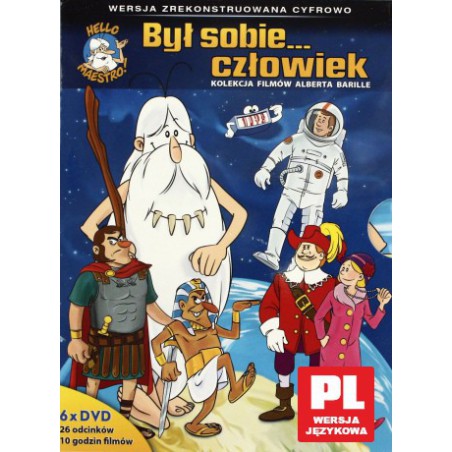 WERSJA ZREKONSTRUOWANA CYFROWO
HELLO
MAESTRO!
Był sobie...
człowiek
KOLEKCJA FILMÓW ALBERTA BARILLE
6 x DVD
26 odcinków
10 godzin filmów
PL
WERSJA
JĘZYKOWA